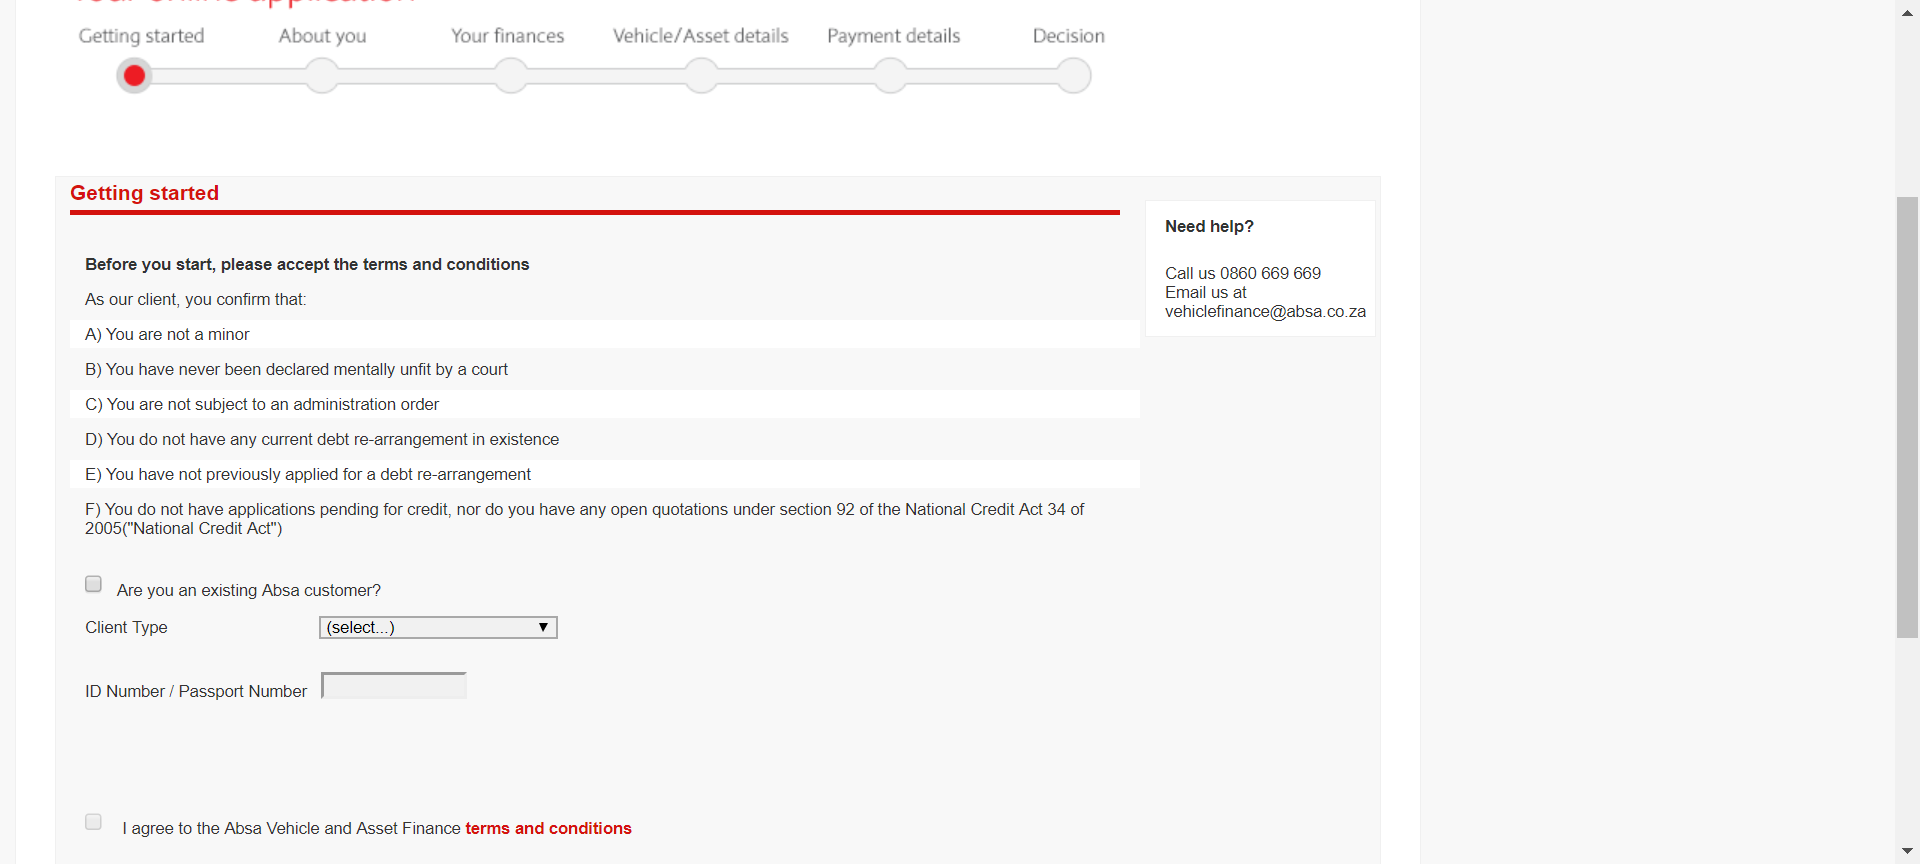 Your online application
Getting started
About you
Your finances
Vehicle/Asset details
Payment details
Decision
Getting started
Before you start, please accept the terms and conditions
As our client, you confirm that:
A) You are not a minor
B) You have never been declared mentally unfit by a court
C) You are not subject to an administration order
D) You do not have any current debt re-arrangement in existence
E) You have not previously applied for a debt re-arrangement
F) You do not have applications pending for credit, nor do you have any open quotations under section 92 of the National Credit Act 34 of
2005("National Credit Act")
Are you an existing Absa customer?
Client Type
(select...)
ID Number / Passport Number
I agree to the Absa Vehicle and Asset Finance terms and conditions
Need help?
Call us 0860 669 669
Email us at
vehiclefinance@absa.co.za